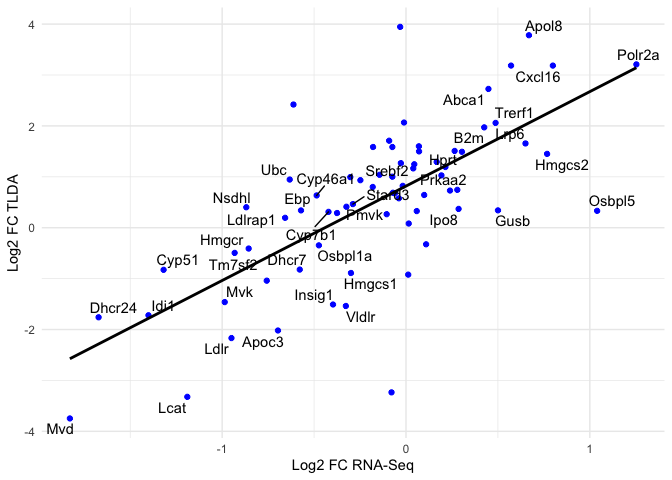 4
2
0
-2
-4
Log2 FC TLDA
Apol8
Polr2a
Cxcl16
Abca1
Trerf1
B2m
Lrp6
Hprt
Hmgcs2
Ubc
Cyp46a1
Srebf2
Prkaa2
Nsdhl
Ebp
Stard3
Osbpl5
Ldlrap1
Pmvk
Ipo8
Gusb
Cyp7b1
Hmgcr
Osbpl1a
Cyp51
Tm7sf2
Dhcr7
Hmgcs1
Mvk
Insig1
Dhcr24
Idi1
Vldlr
Ldlr
Apoc3
Lcat
Mvd
-1
0
1
Log2 FC RNA-Seq